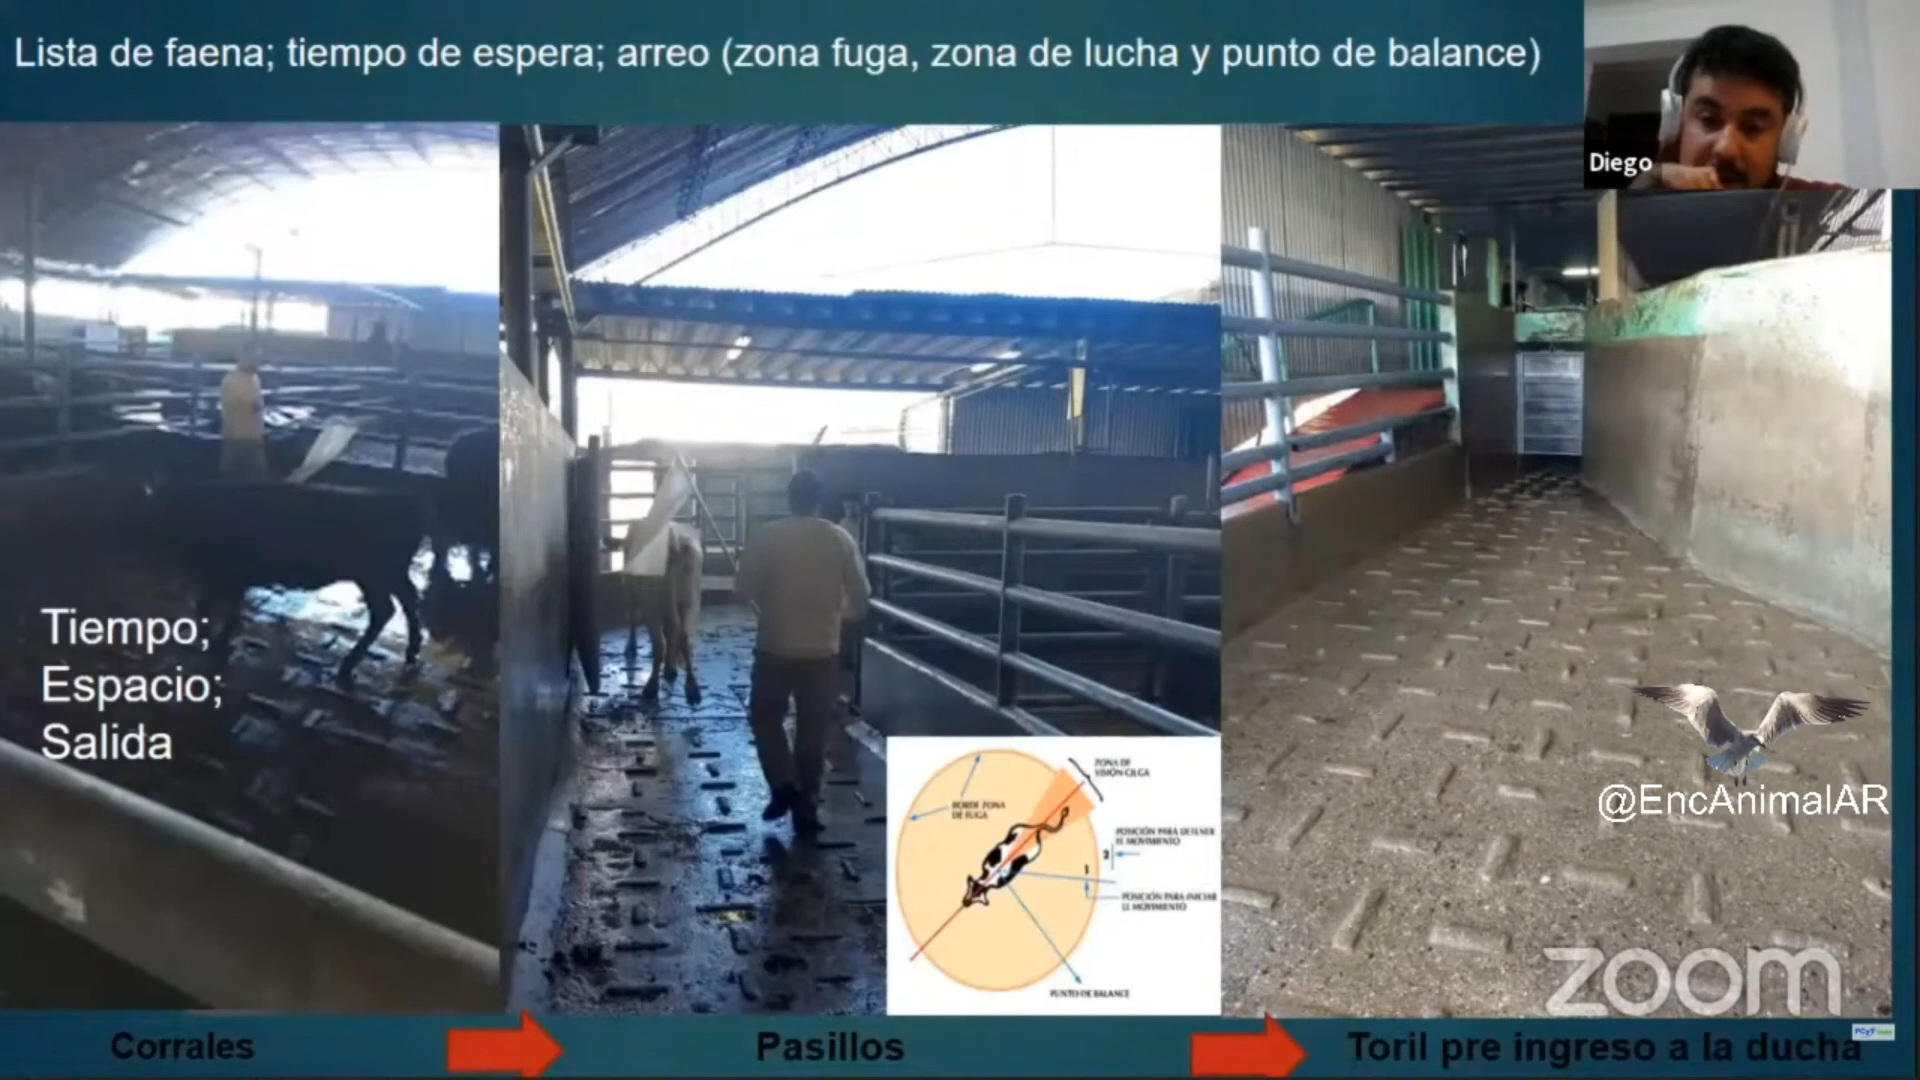 Lista de faena; tiempo de espera; arreo (zona fuga, zona de lucha y punto de balance)
Diego
Tiempo;
Espacio;
Salida
ZONA DE
VISIÓN CIEGA
BORDE ZONA
DE FUGA
POSICIÓN PARA DETENER
EL MOVIMIENTO
2
1
POSICIÓN PARA INICIAR
EL MOVIMIENTO
PUNTO DE BALANCE
@EncAnimalAR
zoom
Corrales
Pasillos
Toril pre ingreso a la ducha